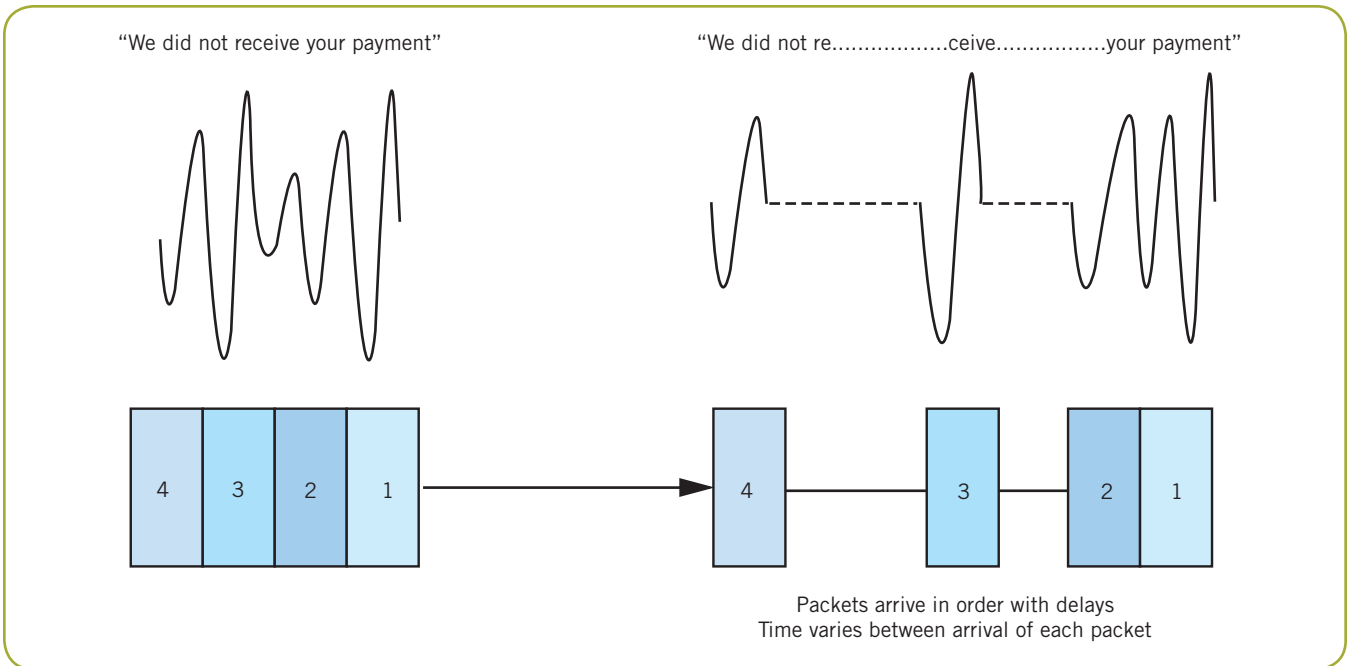 “We did not receive your payment”
“We did not re..................ceive.................your payment”
4 3 2 1
4 3 2 1
Packets arrive in order with delays
Time varies between arrival of each packet